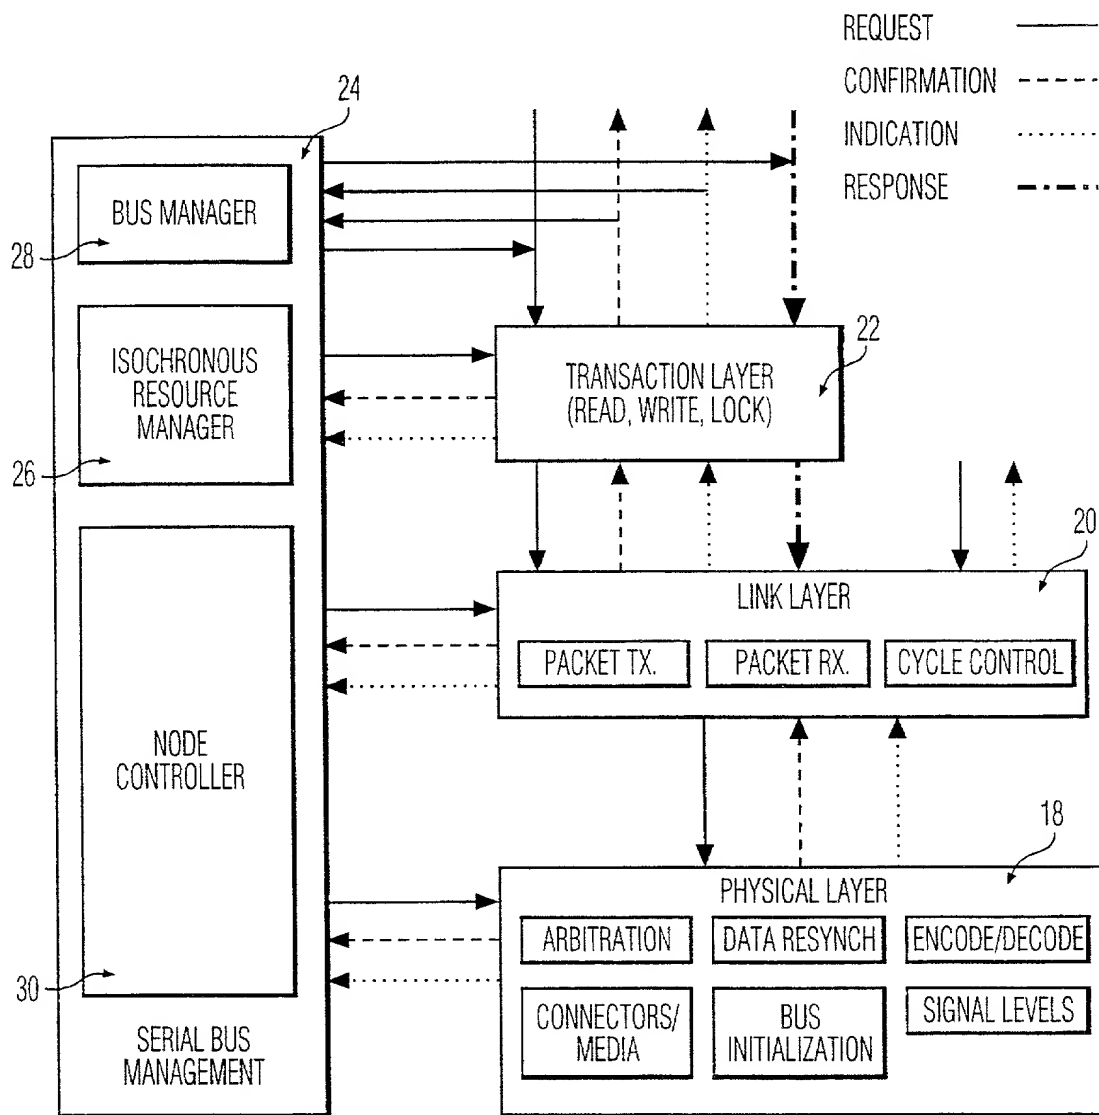 REQUEST
CONFIRMATION
INDICATION
RESPONSE
24
BUS MANAGER
28
ISOCHRONOUS
RESOURCE
MANAGER
26
TRANSACTION LAYER
(READ, WRITE, LOCK)
22
20
LINK LAYER
PACKET TX.
PACKET RX.
CYCLE CONTROL
NODE
CONTROLLER
30
18
PHYSICAL LAYER
ARBITRATION
DATA RESYNCH
ENCODE/DECODE
CONNECTORS/
MEDIA
BUS
INITIALIZATION
SIGNAL LEVELS
SERIAL BUS
MANAGEMENT